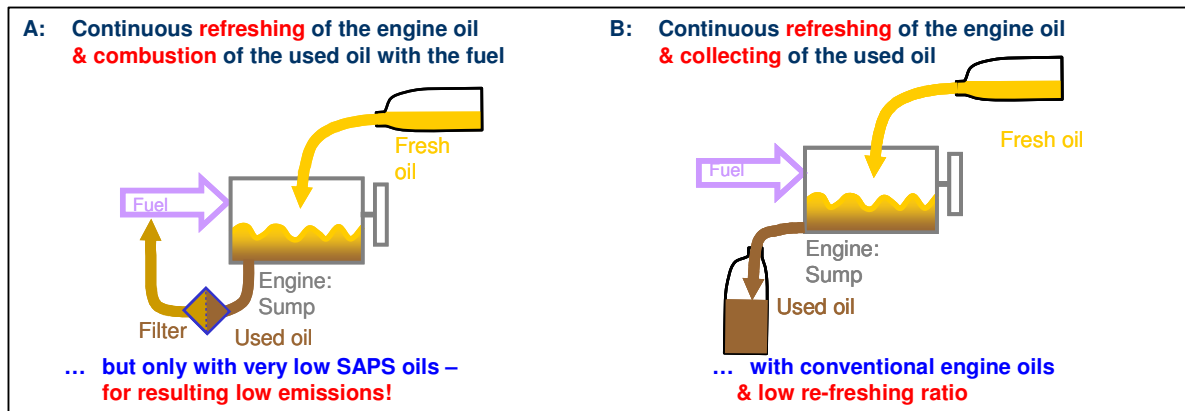 A: Continuous refreshing of the engine oil
& combustion of the used oil with the fuel
Fresh
oil
Fuel
Engine:
Sump
Filter
Used oil
… but only with very low SAPS oils –
for resulting low emissions!
B: Continuous refreshing of the engine oil
& collecting of the used oil
Fresh oil
Fuel
Engine:
Sump
Used oil
… with conventional engine oils
& low re-freshing ratio